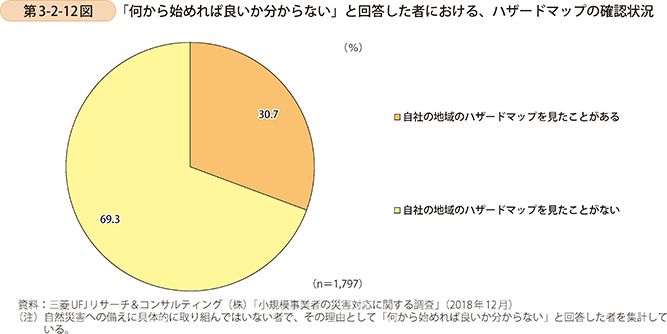 第3-2-12図 「何から始めれば良いか分からない」と回答した者における、ハザードマップの確認状況
（%）
30.7
69.3
自社の地域のハザードマップを見たことがある
自社の地域のハザードマップを見たことがない
（n＝1,797）
資料：三菱UFJリサーチ＆コンサルティング（株）「小規模事業者の災害対応に関する調査」（2018年12月）
（注）自然災害への備えに具体的に取り組んではいない者で、その理由として「何から始めれば良いか分からない」と回答した者を集計して
いる。